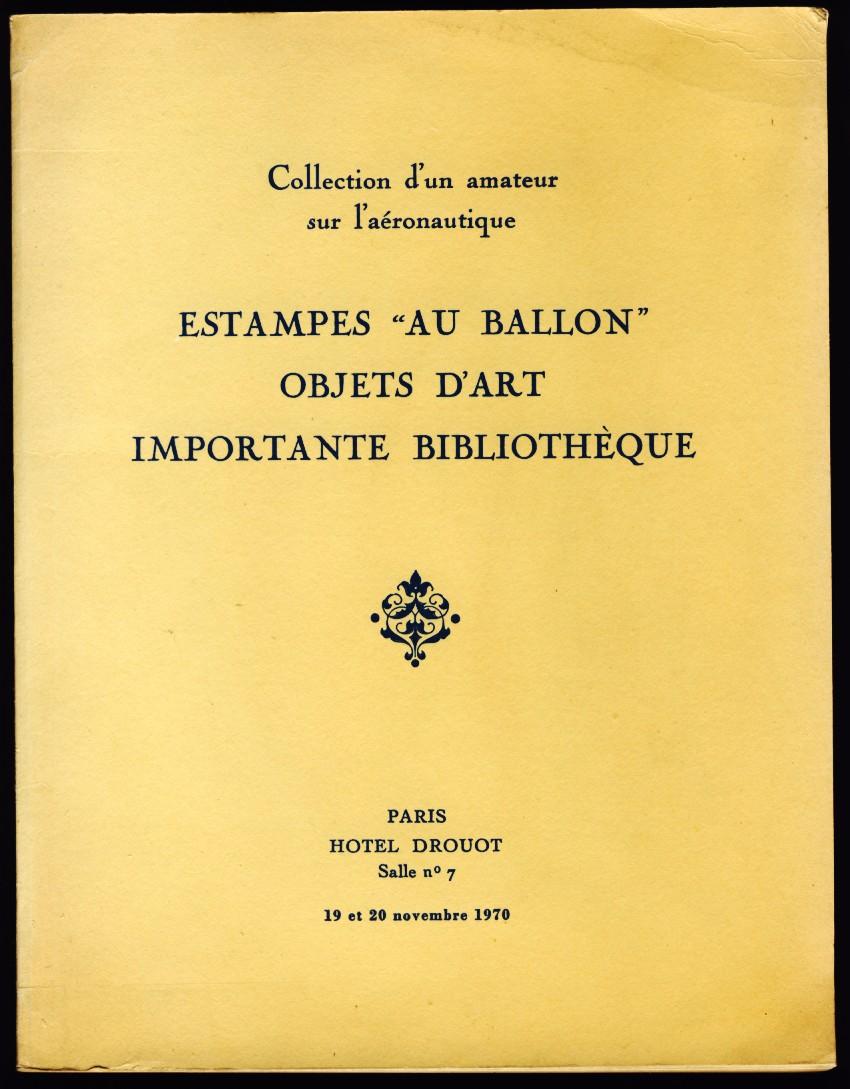 Collection d'un amateur
sur l'aéronautique
ESTAMPES “AU BALLON”
OBJETS D'ART
IMPORTANTE BIBLIOTHÈQUE
PARIS
HOTEL DROUOT
Salle nº 7
19 et 20 novembre 1970